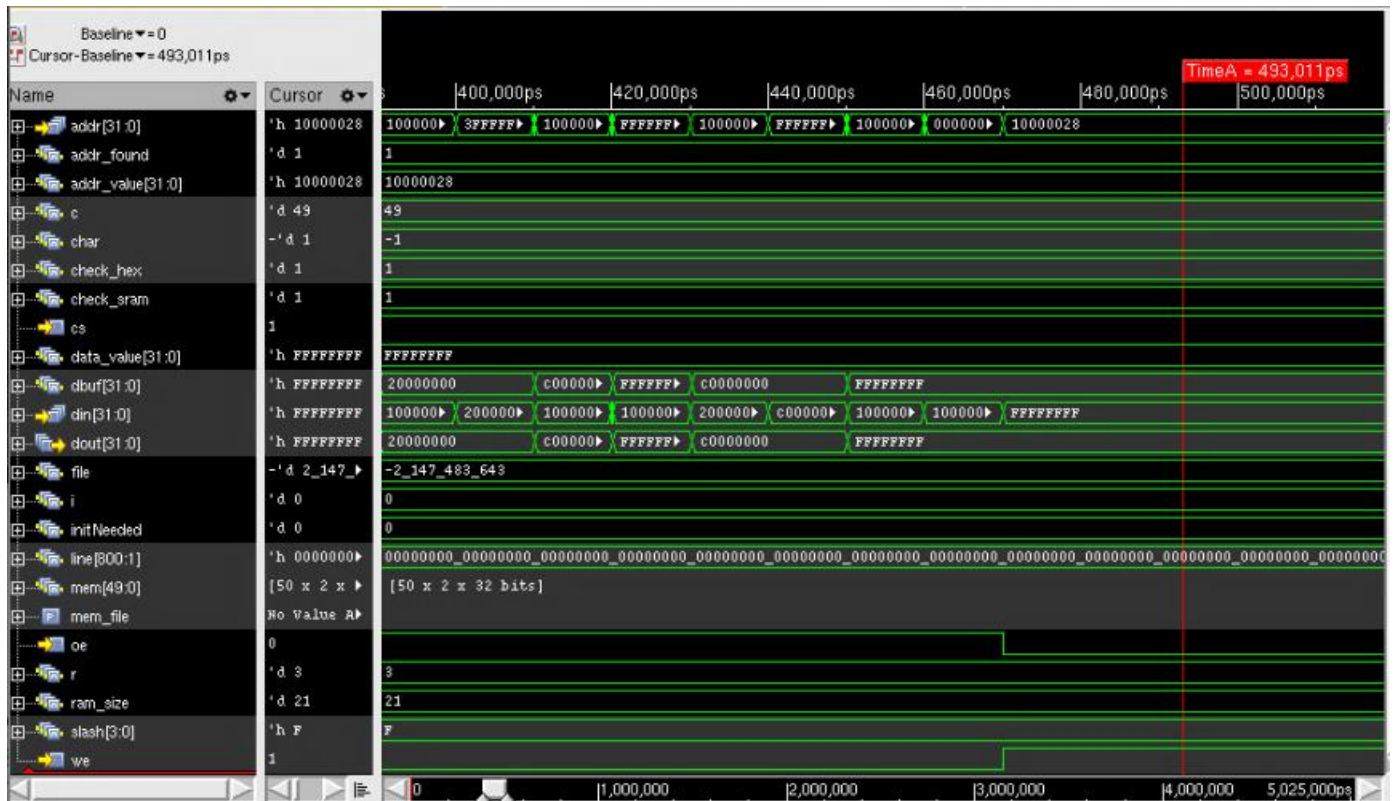 Baseline▼=0
Cursor-Baseline▼=493,011ps
TimeA = 493,011ps
Name Cursor 400,000ps 420,000ps 440,000ps 460,000ps 480,000ps 500,000ps
addr[31:0] 'h 10000028 100000 3FFFFF 100000 FFFFFF 100000 FFFFFF 100000 000000 10000028
addr_found 'd 1 1
addr_value[31:0] 'h 10000028 10000028
c 'd 49 49
char -'d 1 -1
check_hex 'd 1 1
check_sram 'd 1 1
cs 1
data_value[31:0] 'h FFFFFFFF FFFFFFFF
dbuf[31:0] 'h FFFFFFFF 20000000 C00000 FFFFFF C0000000 FFFFFFFF
din[31:0] 'h FFFFFFFF 100000 200000 100000 100000 200000 C00000 100000 100000 FFFFFFFF
dout[31:0] 'h FFFFFFFF 20000000 C00000 FFFFFF C0000000 FFFFFFFF
file -'d 2_147_ -2_147_483_643
i 'd 0 0
initNeeded 'd 0 0
line[800:1] 'h 0000000 00000000_00000000_00000000_00000000_00000000_00000000_00000000_00000000_00000000_00000000_00000000_00000000_00000000
mem[49:0] [50 x 2 x [50 x 2 x 32 bits]
mem_file No Value A
oe 0
r 'd 3 3
ram_size 'd 21 21
slash[3:0] 'h F F
we 1
0 1,000,000 2,000,000 3,000,000 4,000,000 5,025,000ps